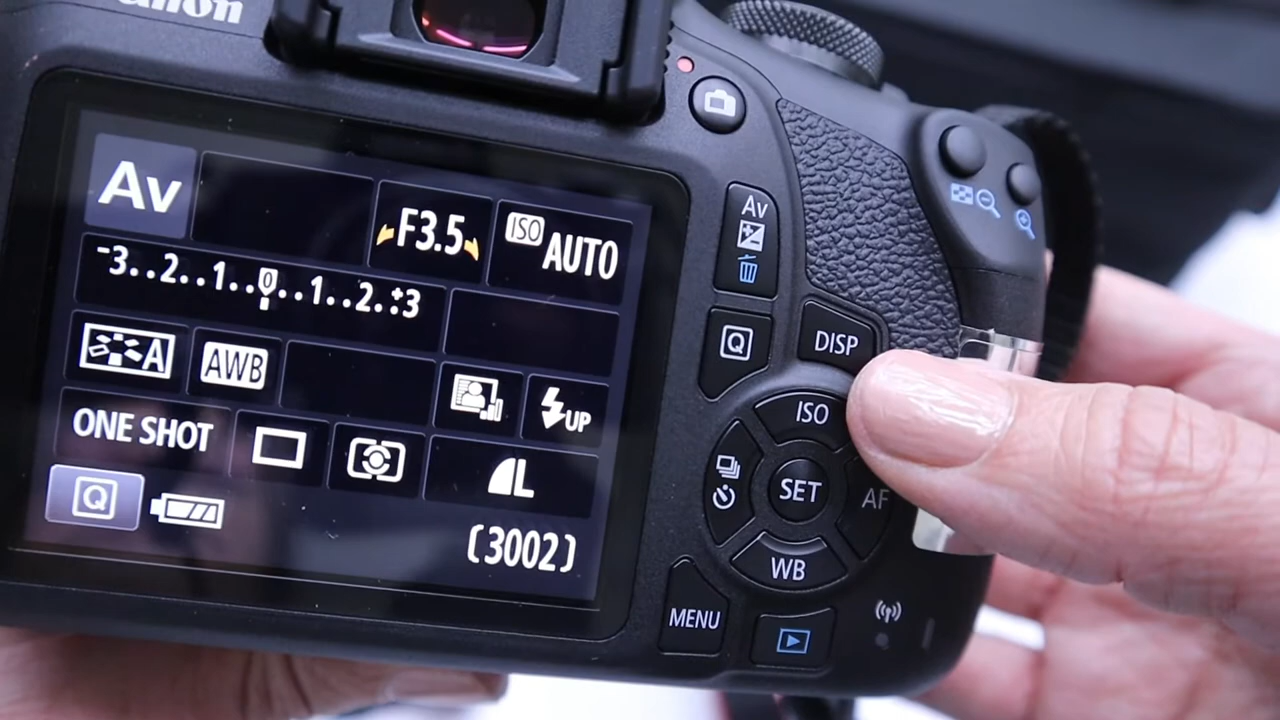 Canon
Av
F3.5
ISO AUTO
-3..2..1..0..1..2.+3
A
AWB
UP
ONE SHOT
L
Q
(3002)
Av
Q
DISP
ISO
SET
AF
WB
MENU